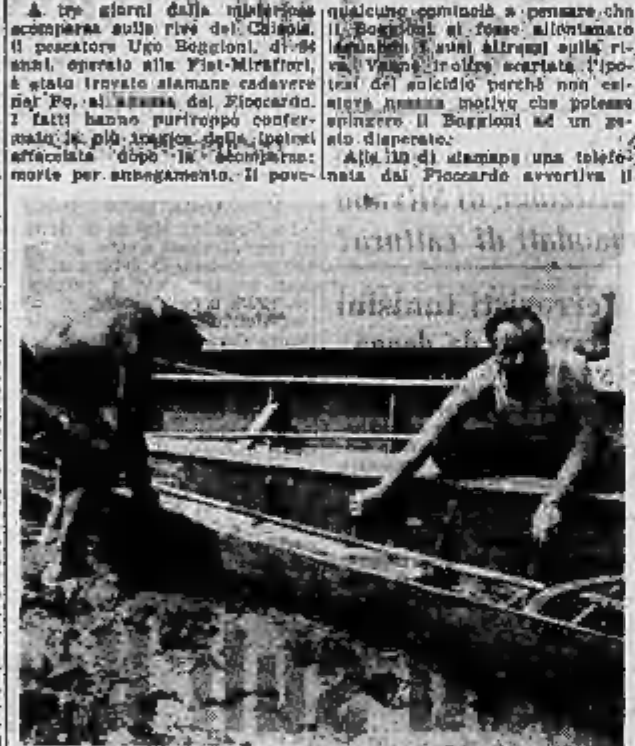 A tre giorni dalla misteriosa
scomparsa sulle rive del Chisola,
il pescatore Ugo Boggioni, di 54
anni, operaio alla Fiat-Mirafiori,
è stato trovato stamane cadavere
nel Po, al del Fioccardo.
I fatti hanno purtroppo confer-
mato la più tragica delle ipotesi
affacciata dopo la scomparsa:
morte per annegamento. Il pove-
qualcuno cominciò a pensare che
il Boggioni si fosse allontanato
lasciando i suoi attrezzi sulla ri-
va. Venne inoltre scartata l'ipo-
tesi del suicidio perchè non esi-
steva nessun motivo che potesse
spingere il Boggioni ad un ge-
sto disperato.
Alle di stamane una telefo-
nata dal Fioccardo avvertiva il